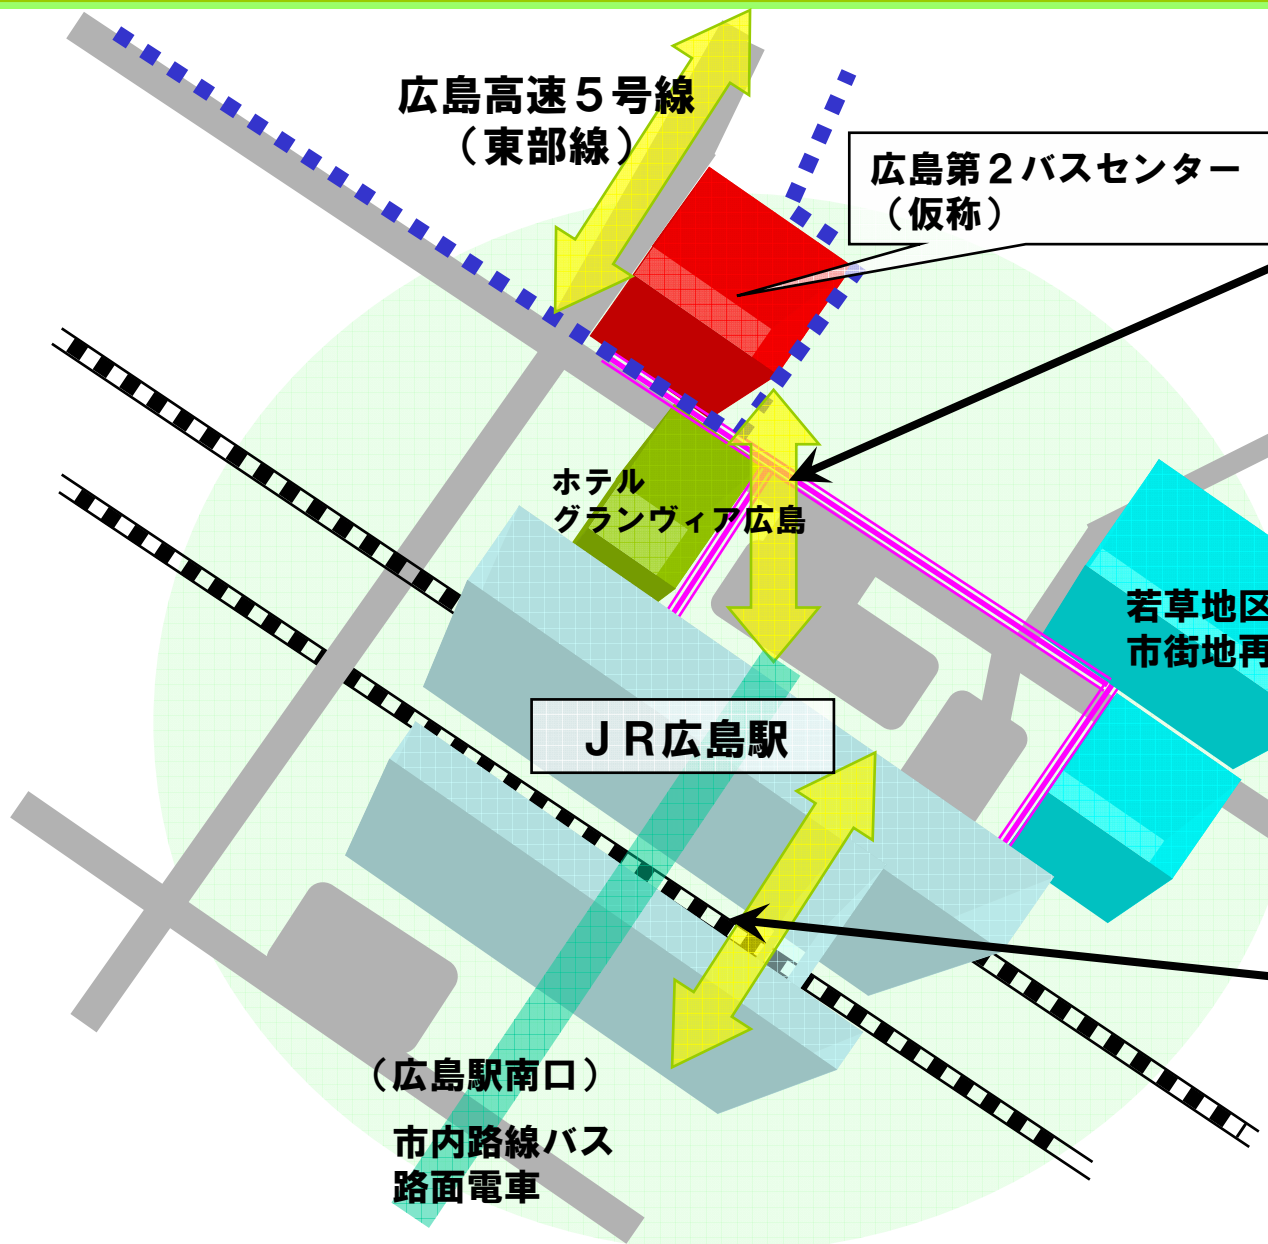 広島高速５号線
（東部線）
広島第２バスセンター
（仮称）
ホテル
グランヴィア広島
若草地区
市街地再
ＪＲ広島駅
（広島駅南口）
市内路線バス
路面電車